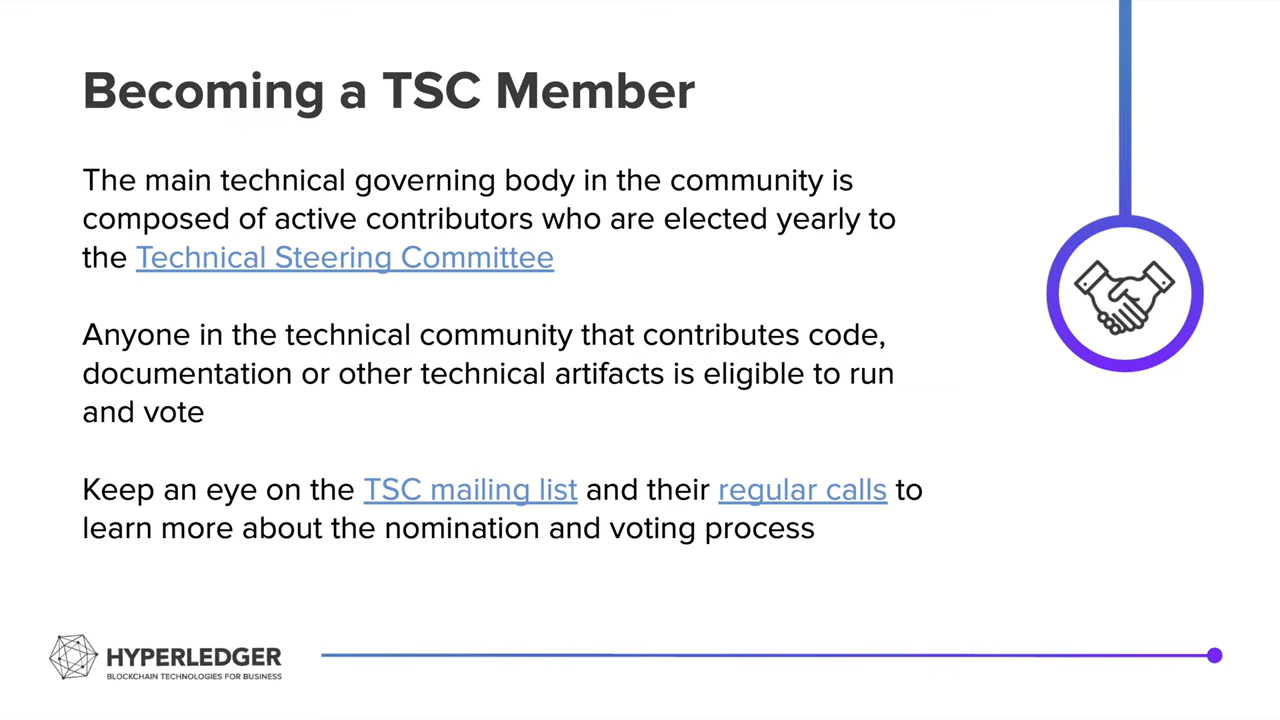 Becoming a TSC Member
The main technical governing body in the community is
composed of active contributors who are elected yearly to
the Technical Steering Committee
Anyone in the technical community that contributes code,
documentation or other technical artifacts is eligible to run
and vote
Keep an eye on the TSC mailing list and their regular calls to
learn more about the nomination and voting process
HYPERLEDGER
BLOCKCHAIN TECHNOLOGIES FOR BUSINESS